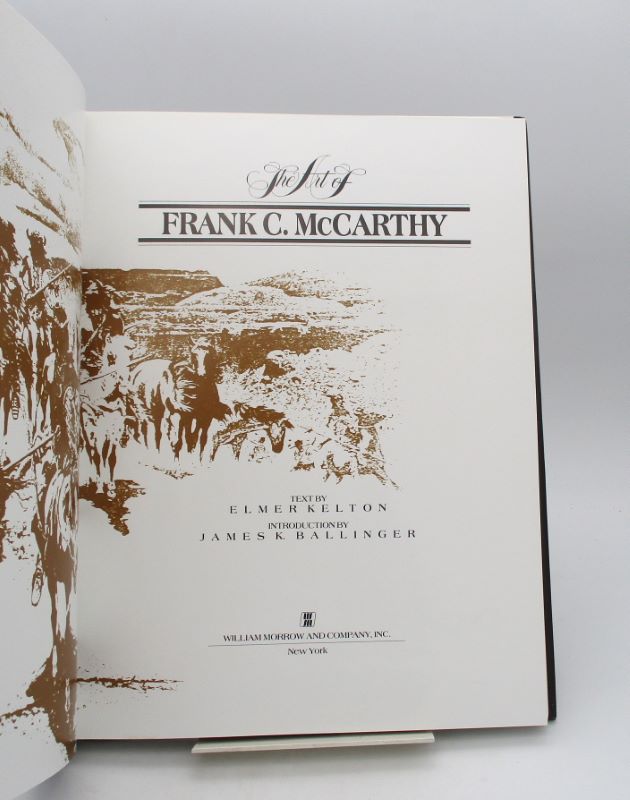 The Art of
FRANK C. McCARTHY
TEXT BY
ELMER KELTON
INTRODUCTION BY
JAMES K. BALLINGER
WILLIAM MORROW AND COMPANY, INC.
New York